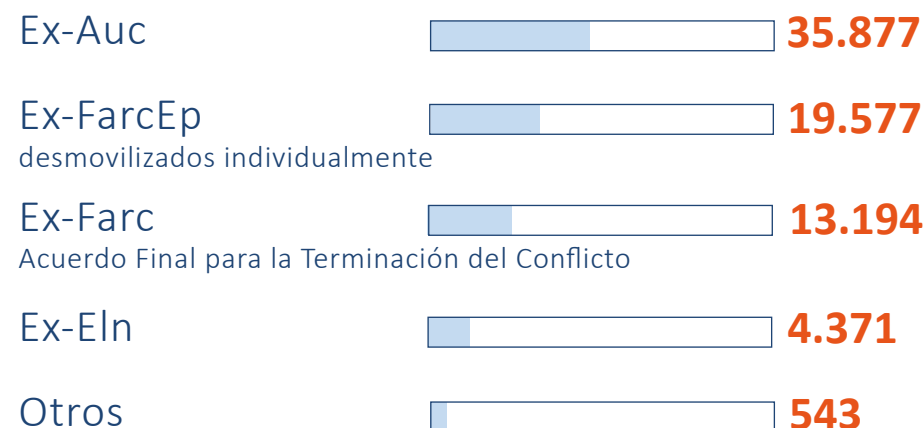 Ex-Auc 35.877
Ex-FarcEp 19.577
desmovilizados individualmente
Ex-Farc 13.194
Acuerdo Final para la Terminación del Conflicto
Ex-Eln 4.371
Otros 543